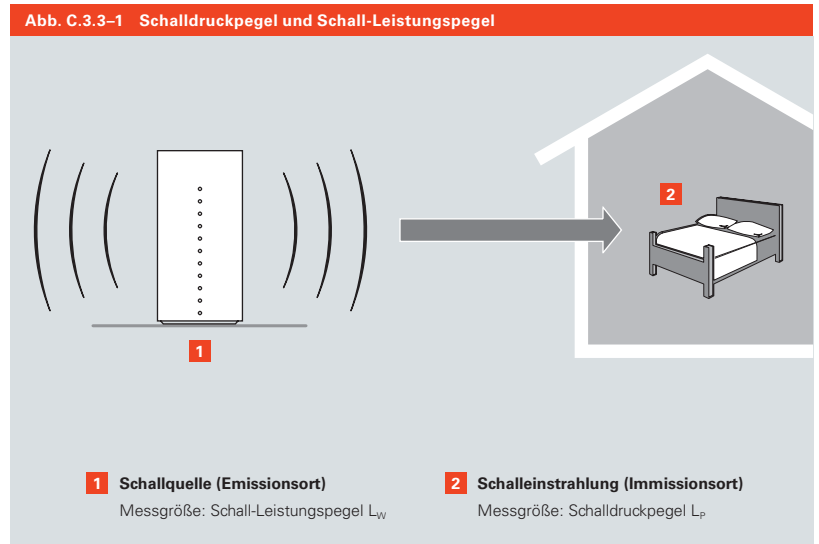 Abb. C.3.3–1 Schalldruckpegel und Schall-Leistungspegel
2
1
1 Schallquelle (Emissionsort)
Messgröße: Schall-Leistungspegel LW
2 Schalleinstrahlung (Immissionsort)
Messgröße: Schalldruckpegel LP